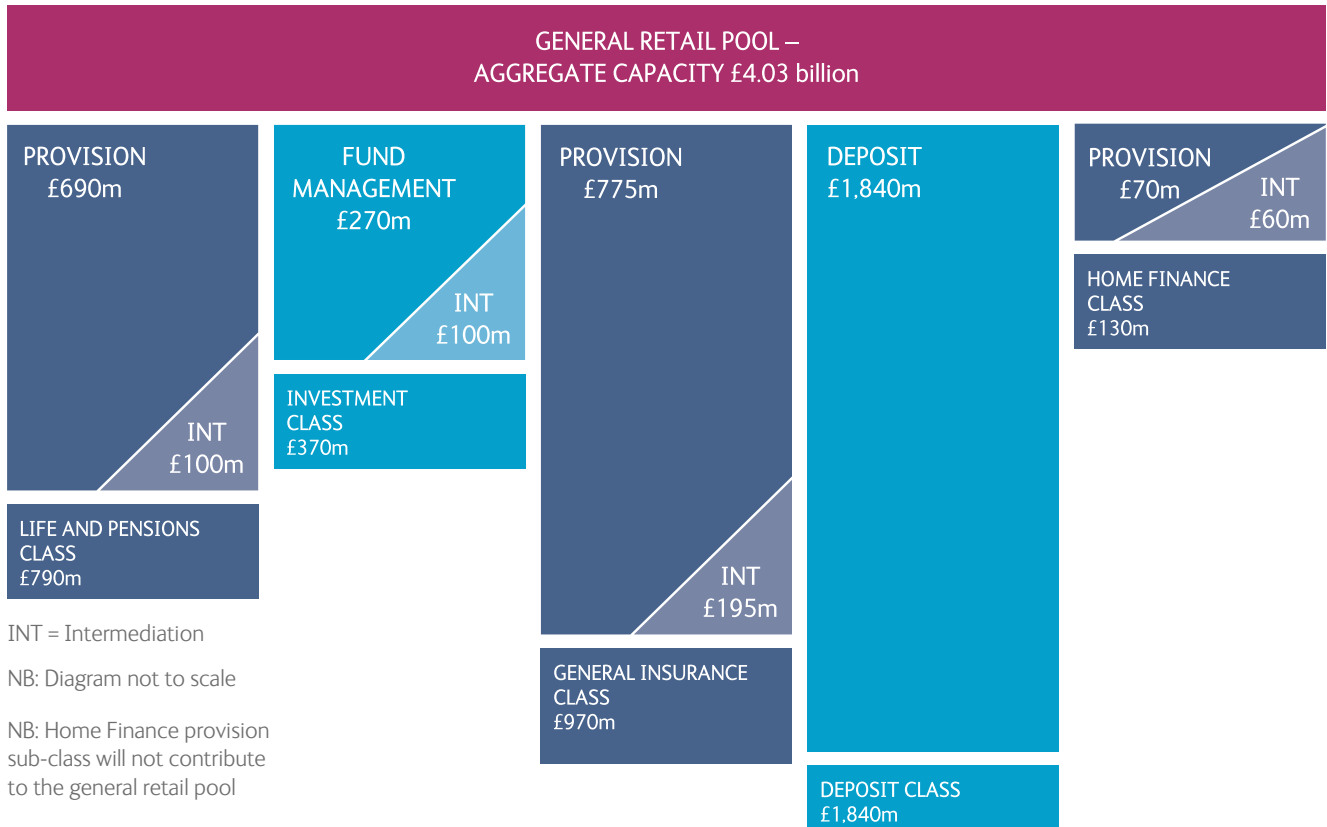 GENERAL RETAIL POOL –
AGGREGATE CAPACITY £4.03 billion
PROVISION
£690m
INT
£100m
LIFE AND PENSIONS
CLASS
£790m
FUND
MANAGEMENT
£270m
INT
£100m
INVESTMENT
CLASS
£370m
PROVISION
£775m
INT
£195m
GENERAL INSURANCE
CLASS
£970m
DEPOSIT
£1,840m
DEPOSIT CLASS
£1,840m
PROVISION
£70m
INT
£60m
HOME FINANCE
CLASS
£130m
INT = Intermediation
NB: Diagram not to scale
NB: Home Finance provision
sub-class will not contribute
to the general retail pool